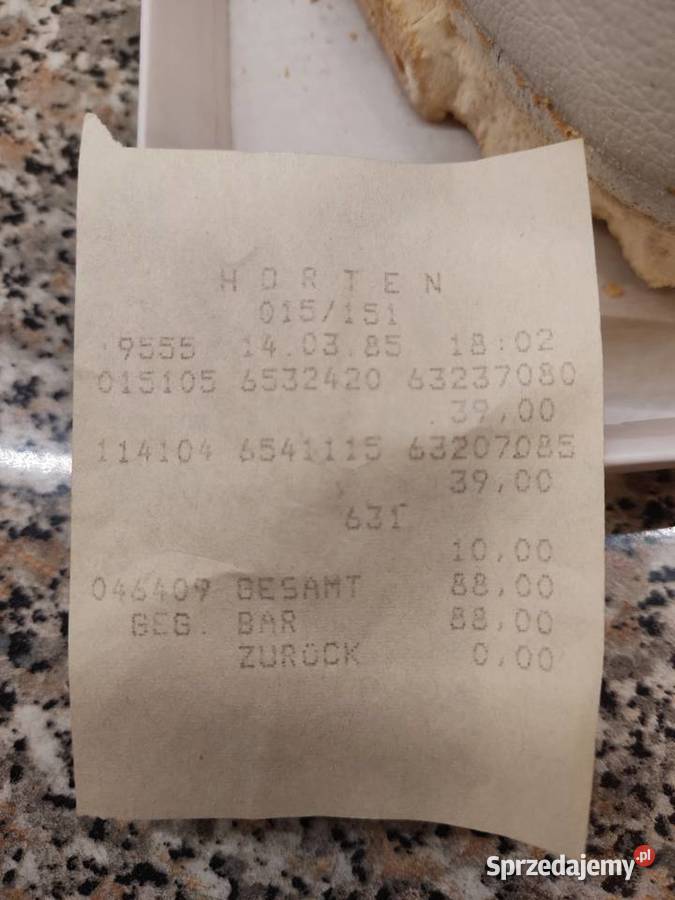 HORTEN
015/151
9555 14.03.85 18:02
015105 6532420 63237080
39,00
114104 6541115 63207085
39,00
631
10,00
046409 GESAMT 88,00
GEG. BAR 88,00
ZURÜCK 0,00
Sprzedajemy.pl